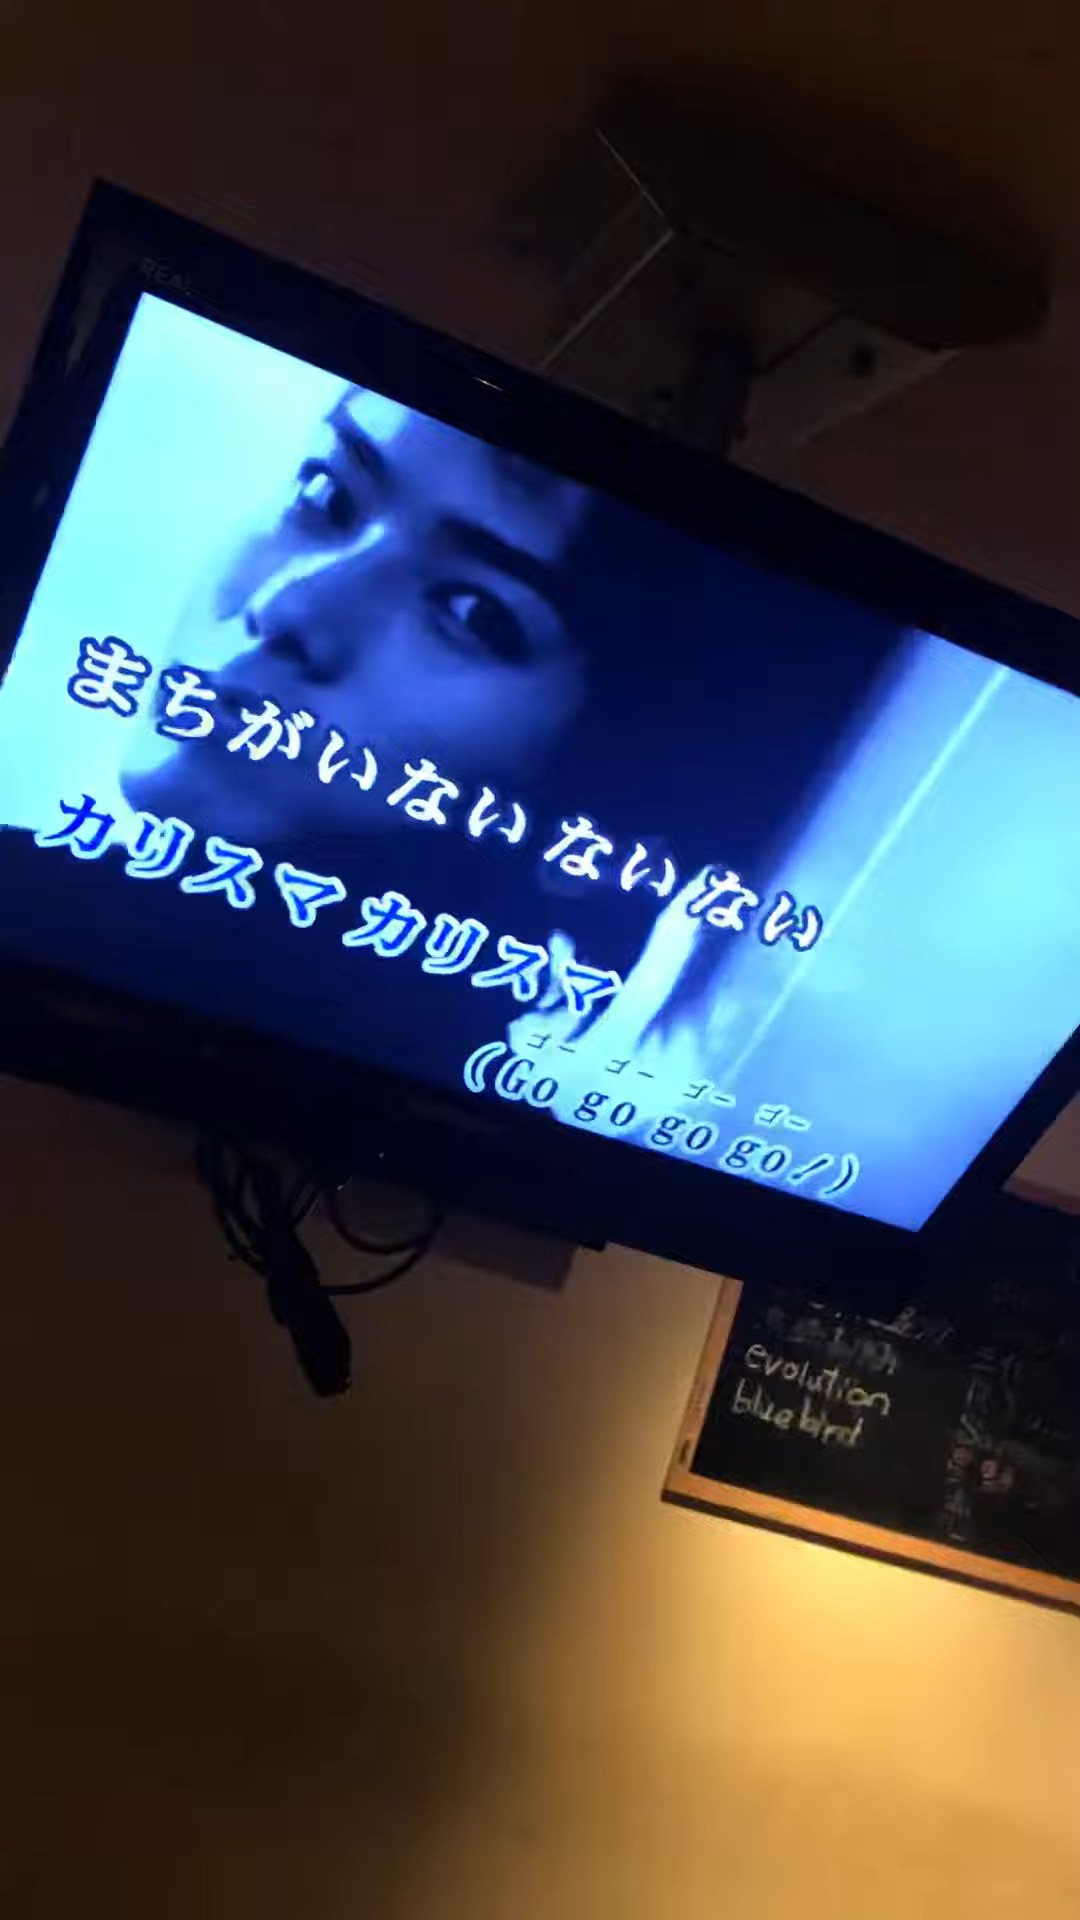 REAL
まちがいない ない ない
カリスマ カリスマ
ゴー ゴー ゴー ゴー
(Go go go go!)
evolution
blue bird